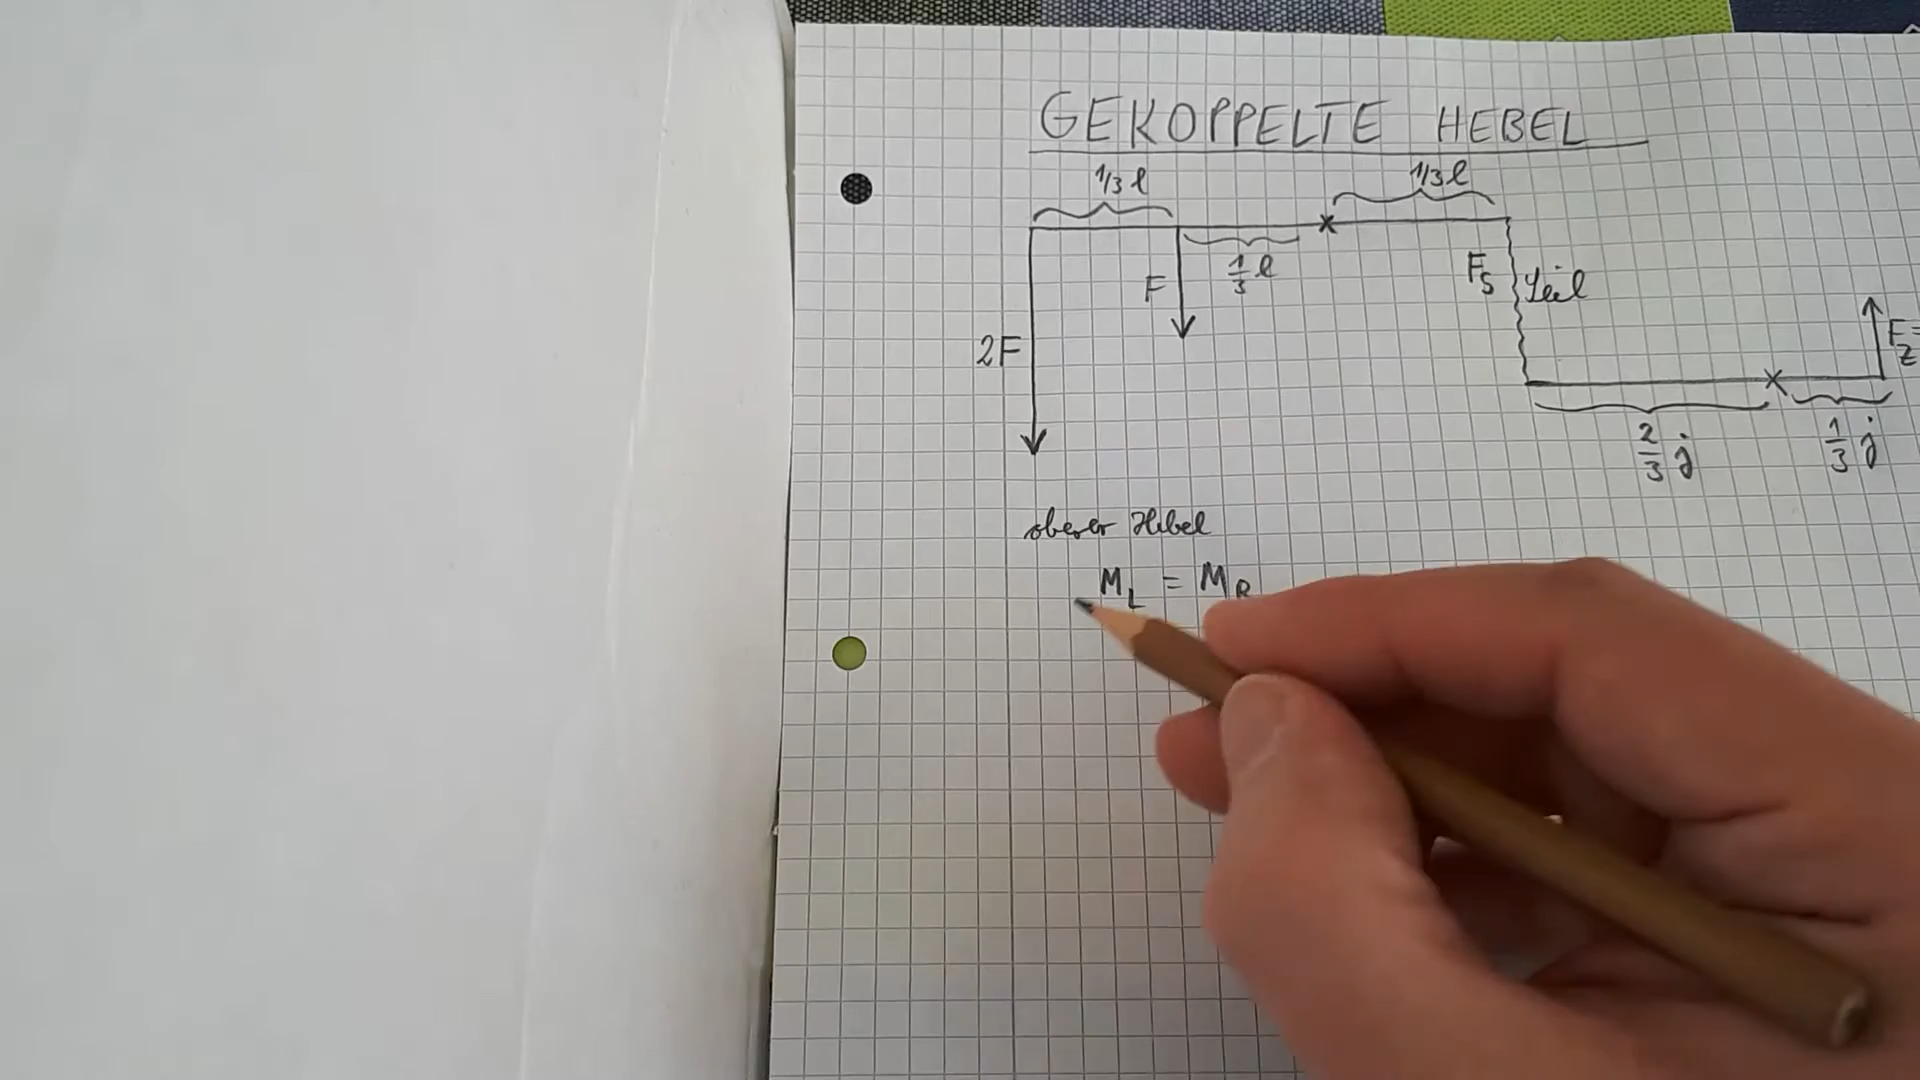 GEKOPPELTE HEBEL
1/3 l
1/3 l
F
1/3 l
F_S
Seil
2F
F_Z =
2/3 j
1/3 j
oberer Hebel
M_L = M_R